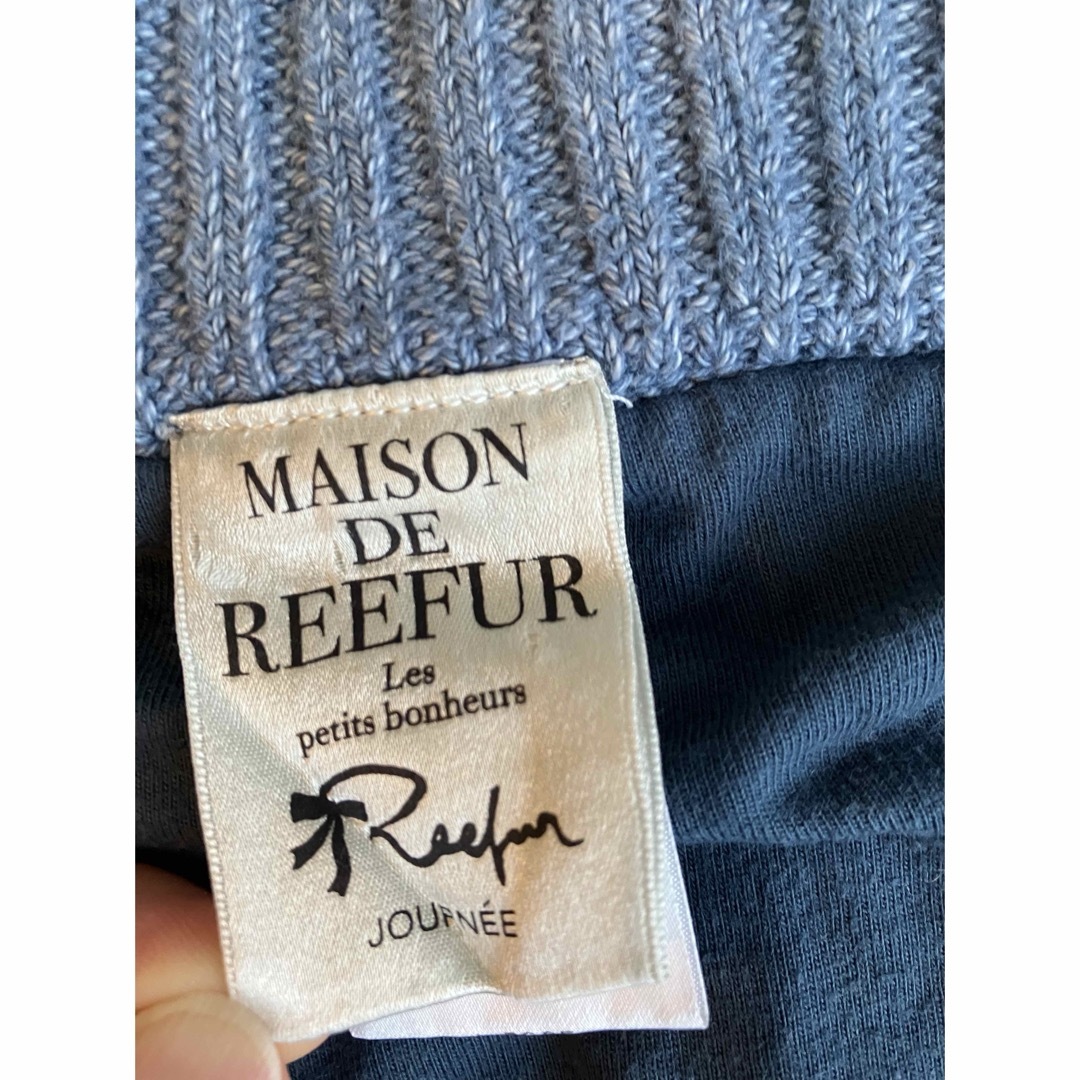 MAISON
DE
REEFUR
Les
petits bonheurs
Reefur
JOURNÉE